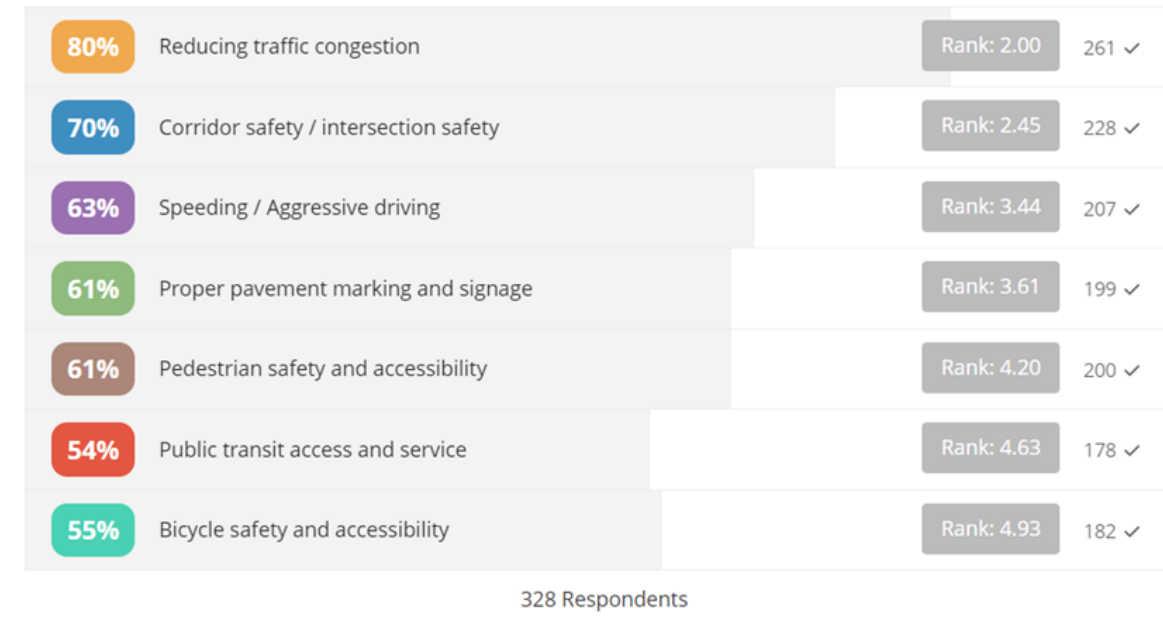 80% Reducing traffic congestion Rank: 2.00 261 ✓
70% Corridor safety / intersection safety Rank: 2.45 228 ✓
63% Speeding / Aggressive driving Rank: 3.44 207 ✓
61% Proper pavement marking and signage Rank: 3.61 199 ✓
61% Pedestrian safety and accessibility Rank: 4.20 200 ✓
54% Public transit access and service Rank: 4.63 178 ✓
55% Bicycle safety and accessibility Rank: 4.93 182 ✓
328 Respondents